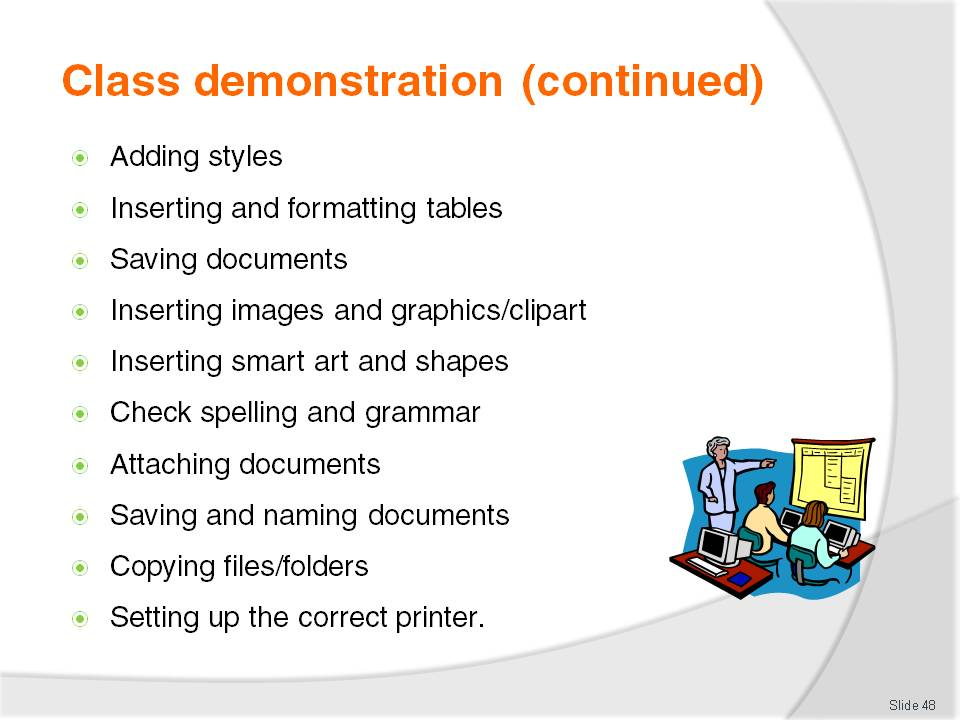 Class demonstration (continued)
Adding styles
Inserting and formatting tables
Saving documents
Inserting images and graphics/clipart
Inserting smart art and shapes
Check spelling and grammar
Attaching documents
Saving and naming documents
Copying files/folders
Setting up the correct printer.
Slide 48